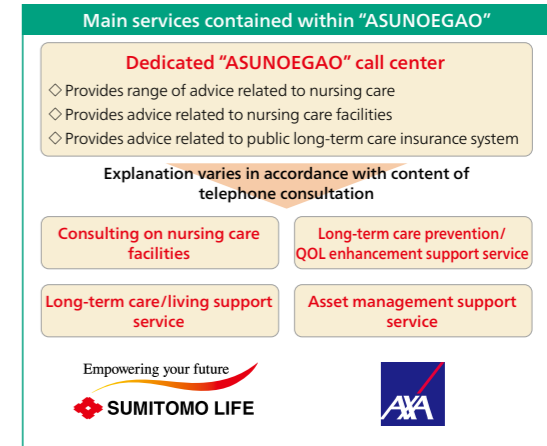 Main services contained within “ASUNOEGAO”
Dedicated “ASUNOEGAO” call center
◇Provides range of advice related to nursing care
◇Provides advice related to nursing care facilities
◇Provides advice related to public long-term care insurance system
Explanation varies in accordance with content of
telephone consultation
Consulting on nursing care
facilities
Long-term care prevention/
QOL enhancement support service
Long-term care/living support
service
Asset management support
service
Empowering your future
SUMITOMO LIFE
AXA